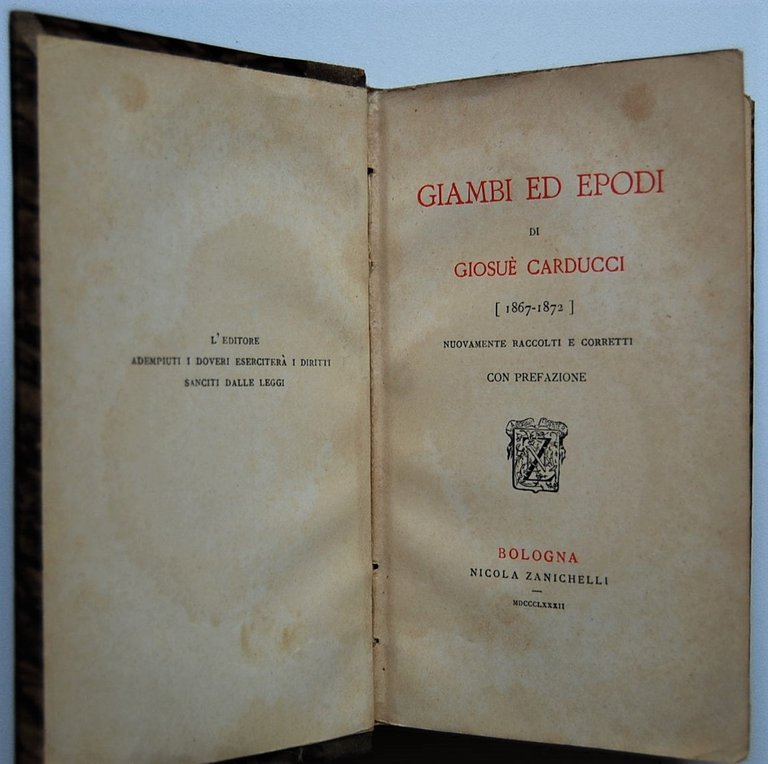 L'EDITORE
ADEMPIUTI I DOVERI ESERCITERÀ I DIRITTI
SANCITI DALLE LEGGI
GIAMBI ED EPODI
DI
GIOSUÈ CARDUCCI
[ 1867-1872 ]
NUOVAMENTE RACCOLTI E CORRETTI
CON PREFAZIONE
NZ
BOLOGNA
NICOLA ZANICHELLI
MDCCCLXXXII